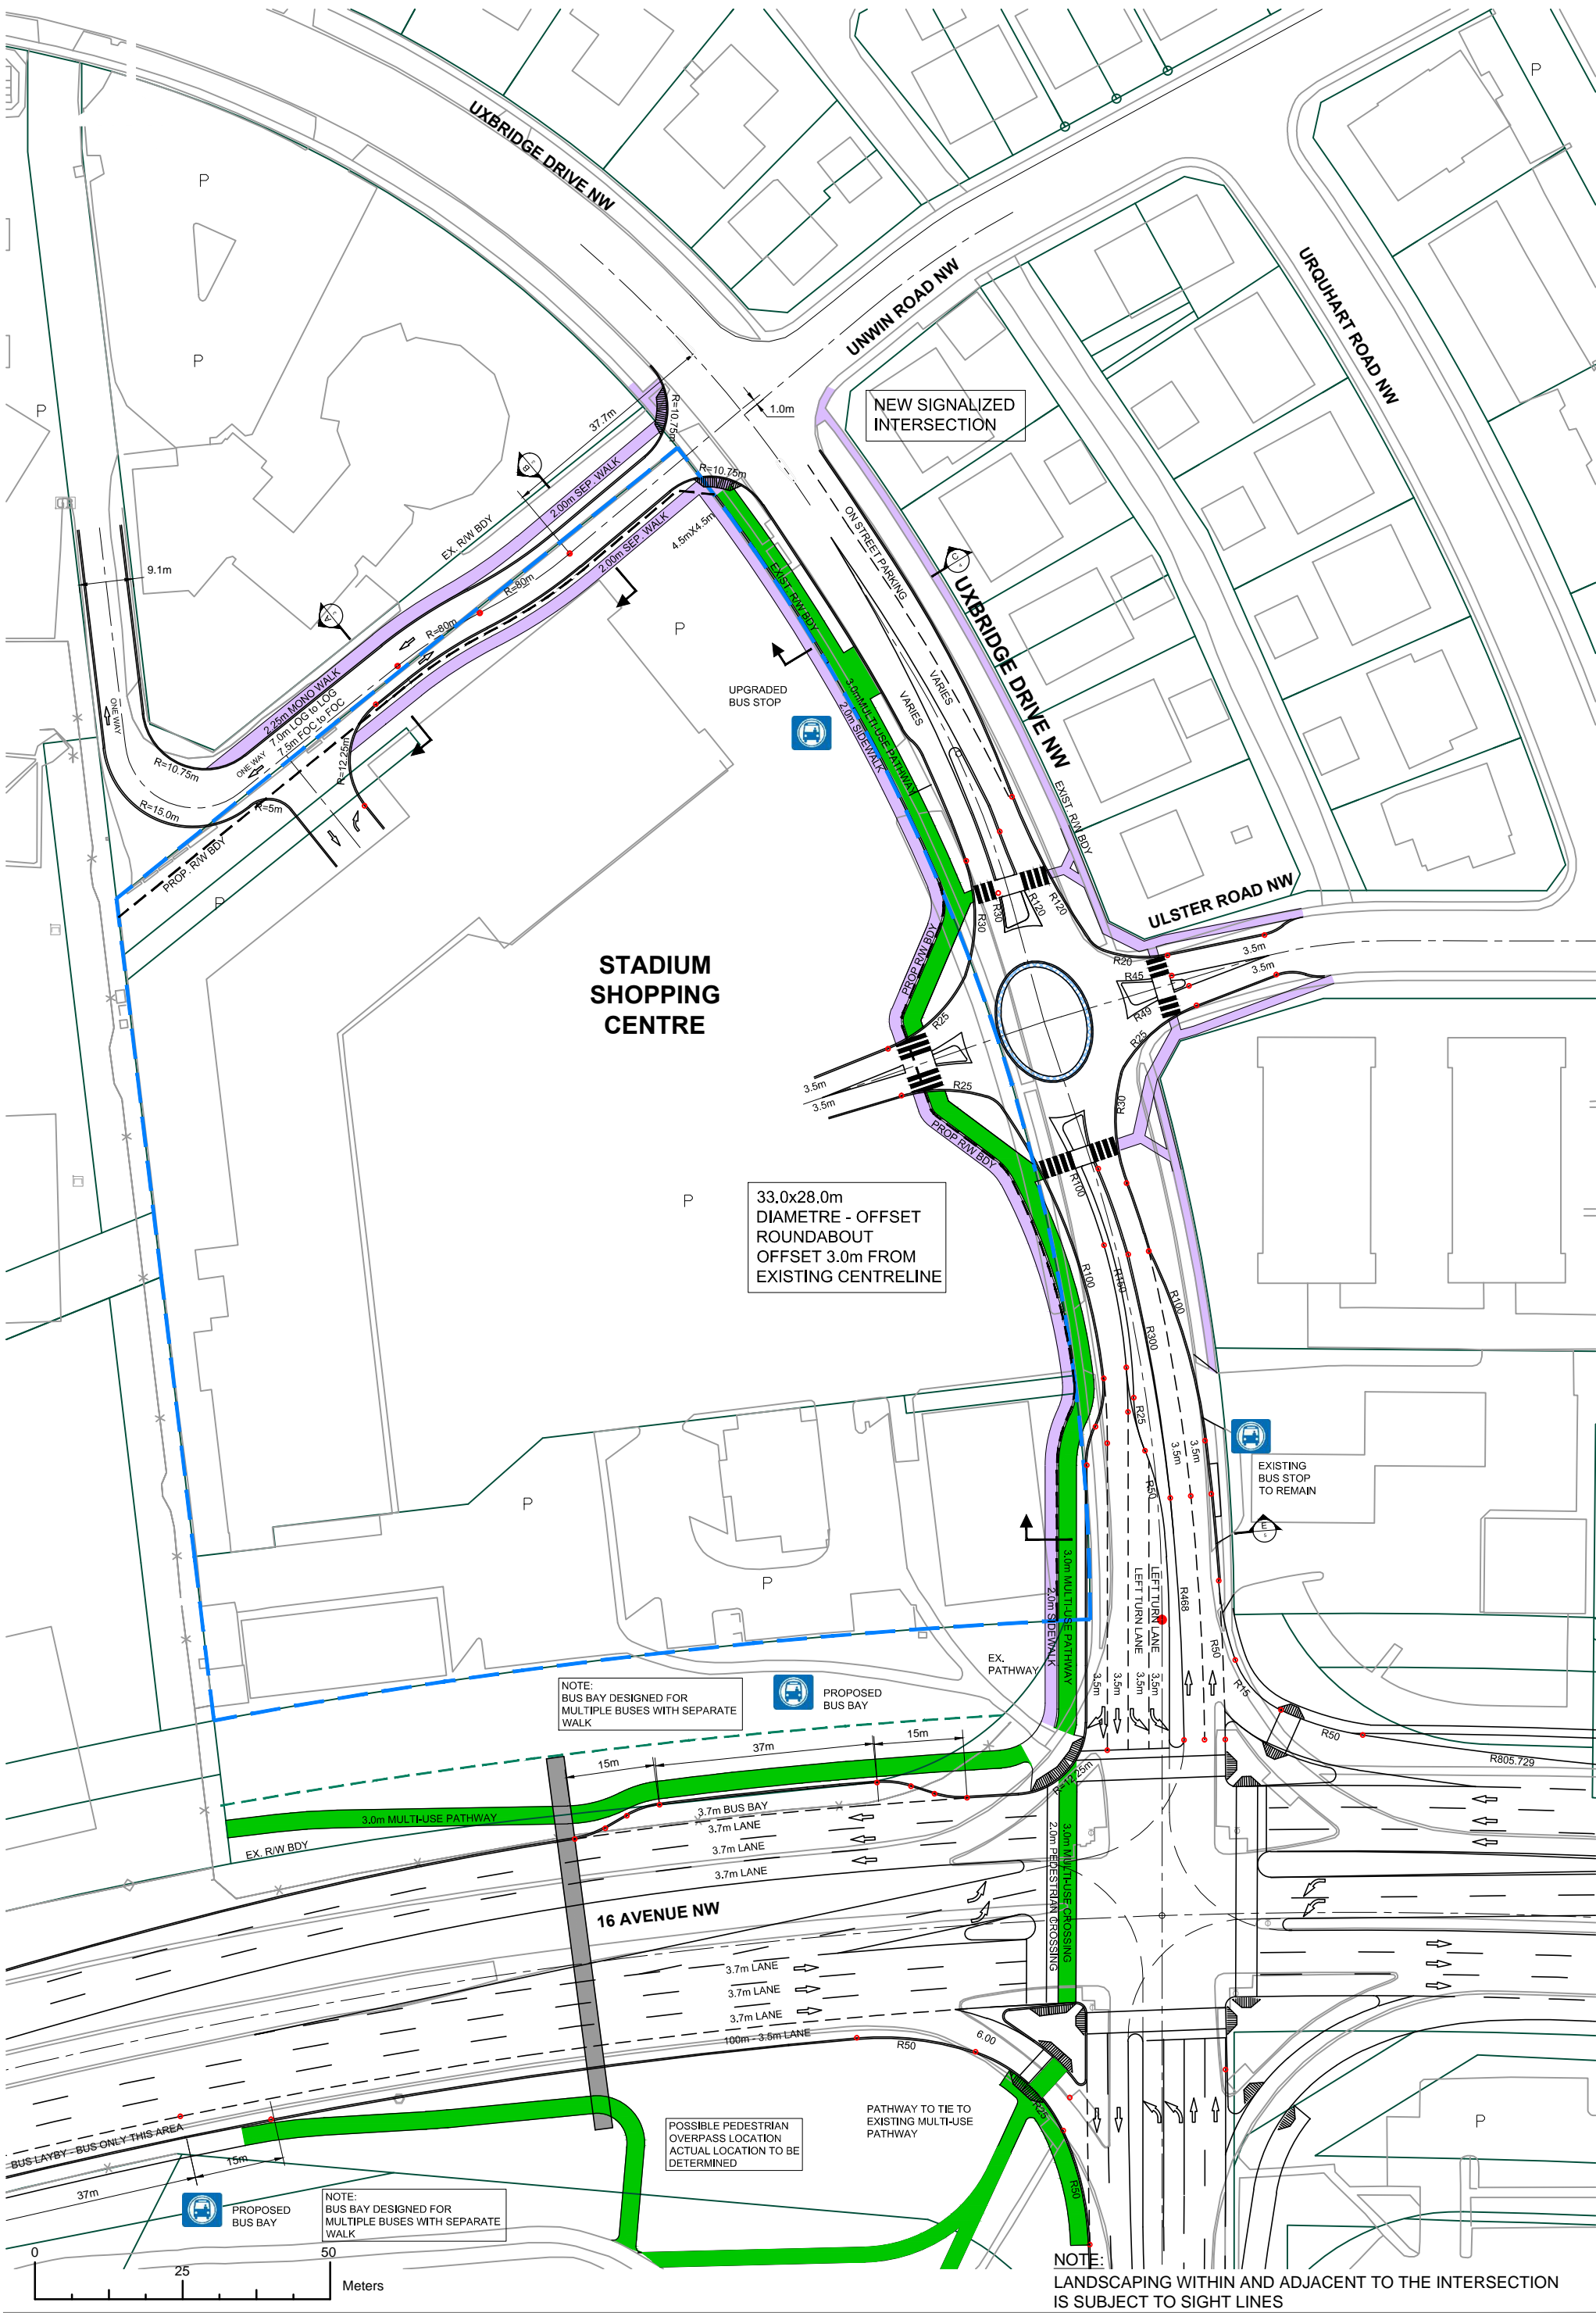 UXBRIDGE DRIVE NW
P
P
P
P
UNWIN ROAD NW
URQUHART ROAD NW
NEW SIGNALIZED
INTERSECTION
1.0m
37.7m
R=10.75m
R=10.75m
B
2.00m SEP. WALK
EX. R/W BDY
2.00m SEP. WALK
4.5mX4.5m
9.1m
A
R=80m
R=80m
ON STREET PARKING
C
4
UXBRIDGE DRIVE NW
EXIST. R/W BDY
P
UPGRADED
BUS STOP
3.0m MULTI-USE PATHWAY
2.0m SIDEWALK
VARIES
VARIES
2.25m MONO WALK
7.0m LOG to LOG
7.5m FOC to FOC
ONE WAY
ONE WAY
R=10.75m
R=15.0m
R=5m
R=12.25m
PROP. R/W BDY
P
EXIST. R/W BDY
ULSTER ROAD NW
R30
R30
R120
R120
R20
R45
R49
R25
3.5m
3.5m
STADIUM
SHOPPING
CENTRE
PROP R/W BDY
R25
R25
3.5m
3.5m
R30
PROP R/W BDY
P
33.0x28.0m
DIAMETRE - OFFSET
ROUNDABOUT
OFFSET 3.0m FROM
EXISTING CENTRELINE
R100
R100
R150
R300
R100
R25
3.5m
3.5m
R50
EXISTING
BUS STOP
TO REMAIN
E
5
P
P
3.0m MULTI-USE PATHWAY
2.0m SIDEWALK
LEFT TURN LANE
LEFT TURN LANE
R468
R50
R15
3.5m
3.5m
3.5m
3.5m
EX.
PATHWAY
NOTE:
BUS BAY DESIGNED FOR
MULTIPLE BUSES WITH SEPARATE
WALK
PROPOSED
BUS BAY
15m
37m
15m
R50
R805.729
R=12.25m
3.0m MULTI-USE PATHWAY
EX. R/W BDY
3.7m BUS BAY
3.7m LANE
3.7m LANE
3.7m LANE
16 AVENUE NW
2.0m PEDESTRIAN CROSSING
3.0m MULTI-USE CROSSING
3.7m LANE
3.7m LANE
3.7m LANE
100m - 3.5m LANE
R50
6.00
R25
R50
BUS LAYBY - BUS ONLY THIS AREA
15m
37m
PROPOSED
BUS BAY
NOTE:
BUS BAY DESIGNED FOR
MULTIPLE BUSES WITH SEPARATE
WALK
POSSIBLE PEDESTRIAN
OVERPASS LOCATION
ACTUAL LOCATION TO BE
DETERMINED
PATHWAY TO TIE TO
EXISTING MULTI-USE
PATHWAY
P
0
25
50
Meters
NOTE:
LANDSCAPING WITHIN AND ADJACENT TO THE INTERSECTION
IS SUBJECT TO SIGHT LINES